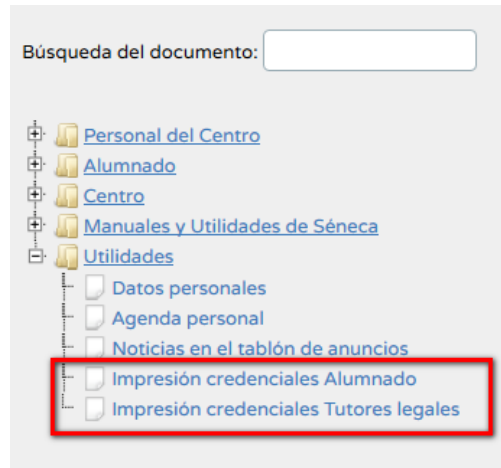 Búsqueda del documento:
Personal del Centro
Alumnado
Centro
Manuales y Utilidades de Séneca
Utilidades
Datos personales
Agenda personal
Noticias en el tablón de anuncios
Impresión credenciales Alumnado
Impresión credenciales Tutores legales